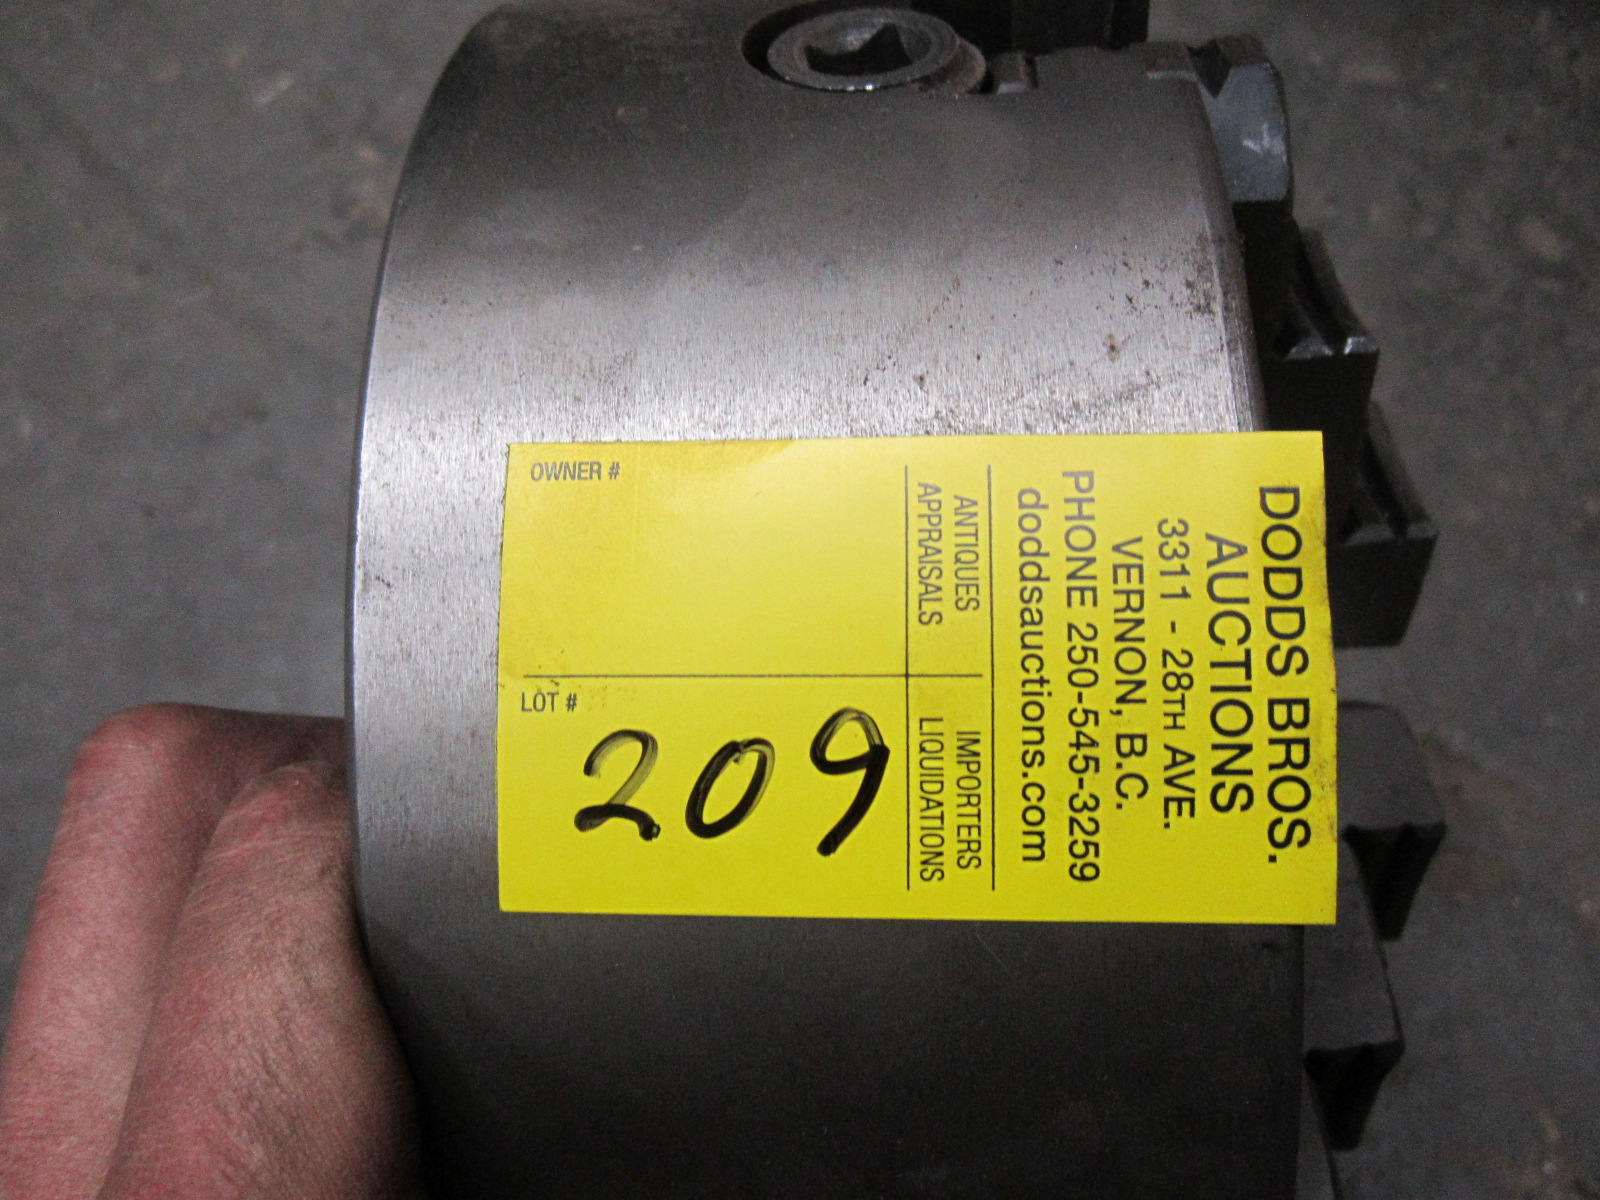 DODDS BROS.
AUCTIONS
3311 - 28TH AVE.
VERNON, B.C.
PHONE 250-545-3259
doddsauctions.com
ANTIQUES
APPRAISALS
IMPORTERS
LIQUIDATIONS
OWNER #
LOT #
209